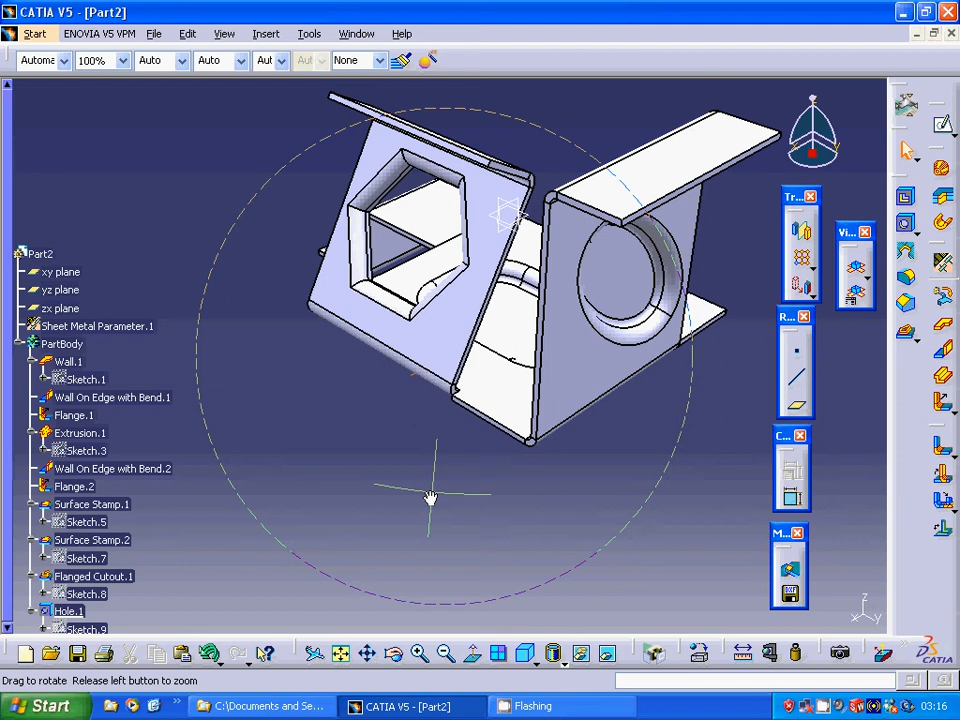 CATIA V5 - [Part2]
Start ENOVIA V5 VPM File Edit View Insert Tools Window Help
Automa 100% Auto Auto Aut Aut None
Tr...
Vi...
Part2
xy plane
yz plane
zx plane
R...
Sheet Metal Parameter.1
PartBody
Wall.1
Sketch.1
Wall On Edge with Bend.1
Flange.1
Extrusion.1
C...
Sketch.3
Wall On Edge with Bend.2
Flange.2
Surface Stamp.1
Sketch.5
M...
Surface Stamp.2
Sketch.7
Flanged Cutout.1
Sketch.8
z
Hole.1
x y
Sketch.9
CATIA
Drag to rotate Release left button to zoom
Start C:\Documents and Se... CATIA V5 - [Part2] Flashing 03:16